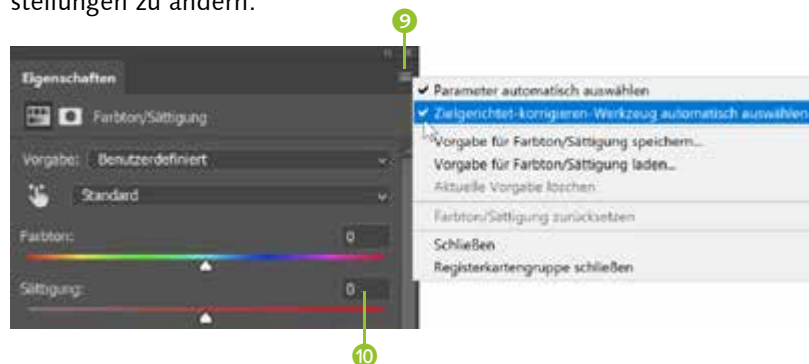 stellungen zu ändern.
9
Eigenschaften
Farbton/Sättigung
Vorgabe: Benutzerdefiniert
Standard
Farbton: 0
Sättigung: 0
Parameter automatisch auswählen
Zielgerichtet-korrigieren-Werkzeug automatisch auswählen
Vorgabe für Farbton/Sättigung speichern...
Vorgabe für Farbton/Sättigung laden...
Aktuelle Vorgabe löschen
Farbton/Sättigung zurücksetzen
Schließen
Registerkartengruppe schließen
10